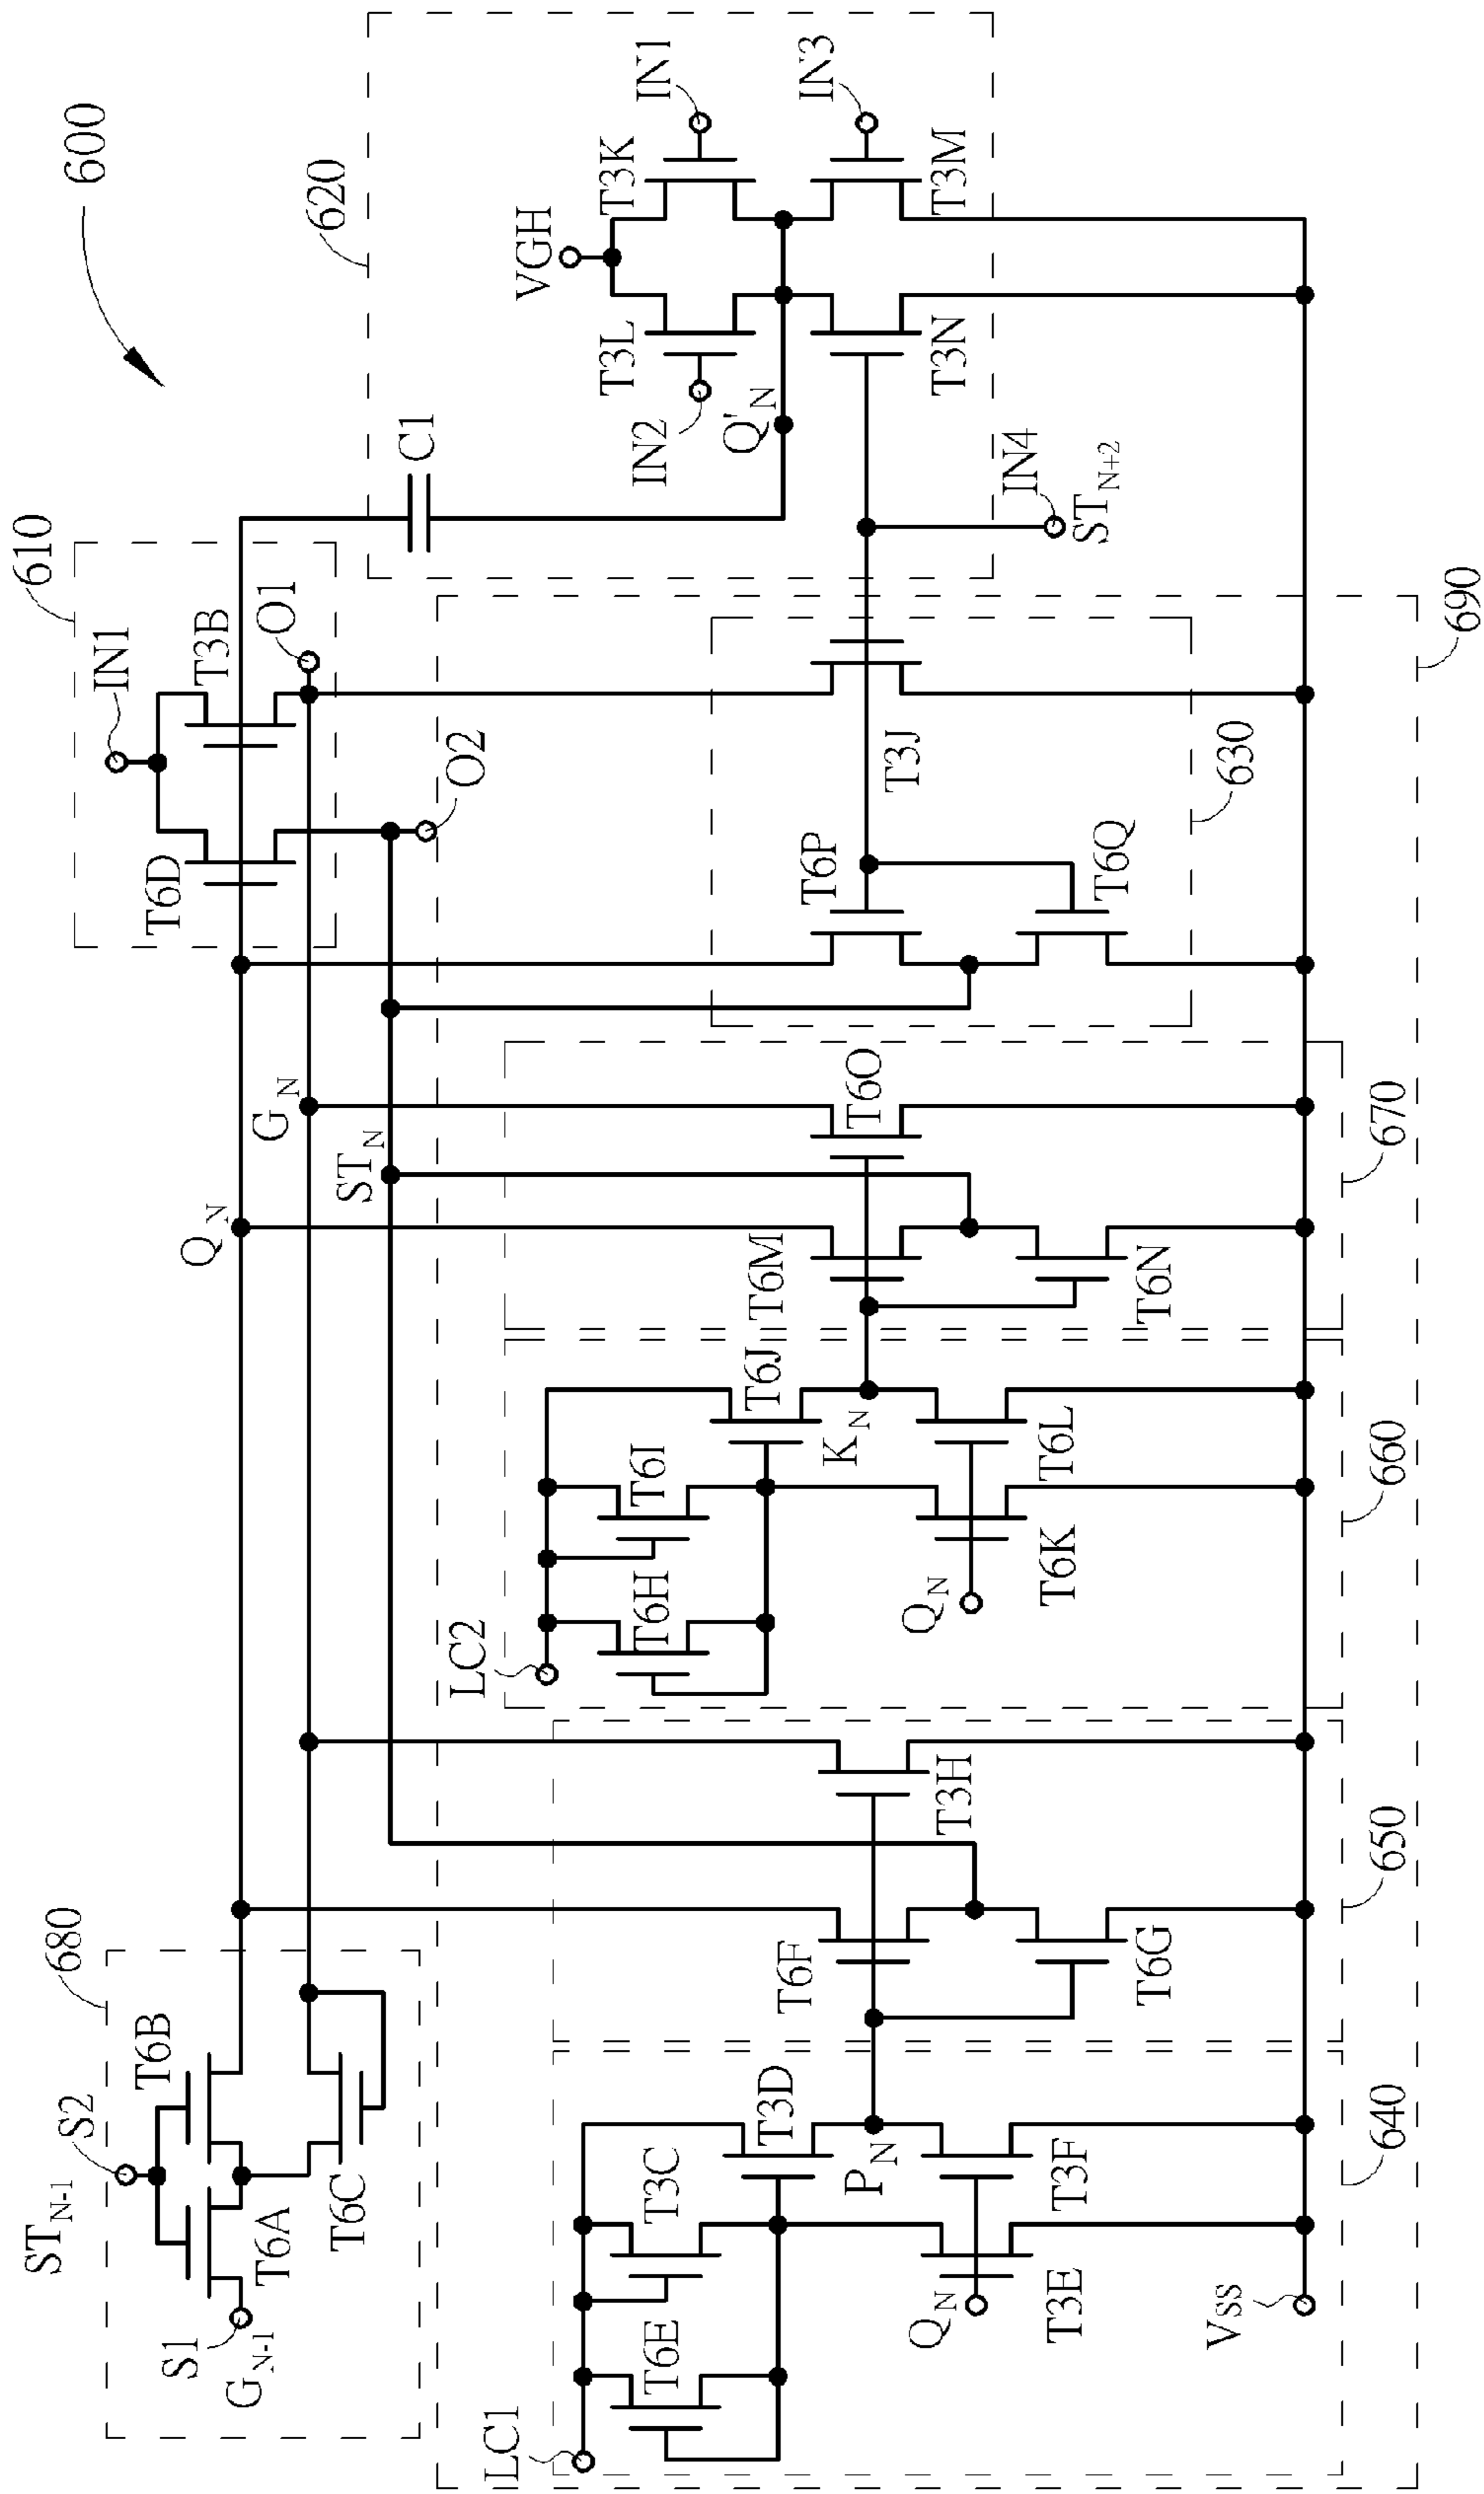 600
610
620
IN1
T3B
O1
T6D
O2
C1
VGH
T3K
IN1
T3L
IN2
Q'N
IN3
T3M
T3N
IN4
STN+2
QN
GN
STN
T3J
T6P
T6Q
630
690
T6O
T6M
T6N
670
LC2
T6I
T6H
T6J
KN
T6L
T6K
QN
660
T3H
T6F
T6G
650
680
S2
STN-1
T6B
T6A
T6C
S1
GN-1
LC1
T3C
T6E
T3D
PN
T3F
T3E
QN
640
Vss